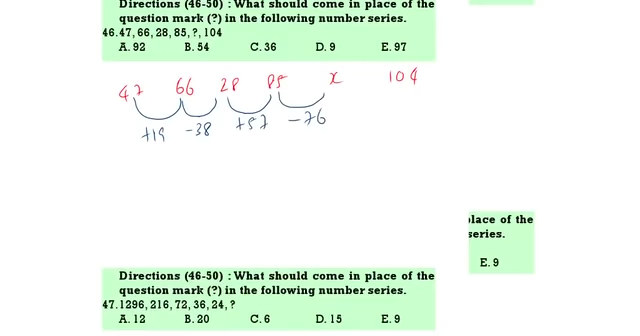 Directions (46-50) : What should come in place of the
question mark (?) in the following number series.
46.47, 66, 28, 85, ?, 104
A. 92 B. 54 C. 36 D. 9 E. 97
47 66 28 85 x 104
+19 -38 +57 -76
place of the
series.
E. 9
Directions (46-50) : What should come in place of the
question mark (?) in the following number series.
47.1296, 216, 72, 36, 24, ?
A. 12 B. 20 C. 6 D. 15 E. 9